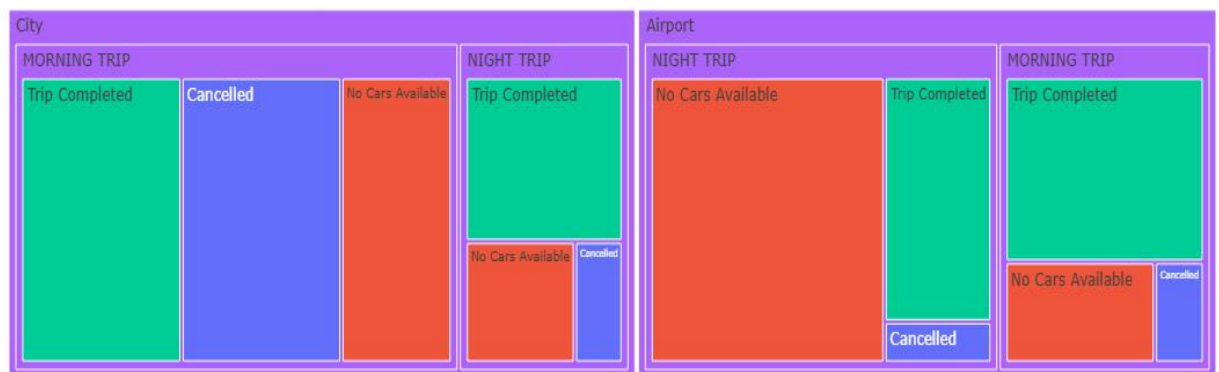 City
MORNING TRIP
Trip Completed
Cancelled
No Cars Available
NIGHT TRIP
Trip Completed
No Cars Available
Cancelled
Airport
NIGHT TRIP
No Cars Available
Trip Completed
Cancelled
MORNING TRIP
Trip Completed
No Cars Available
Cancelled